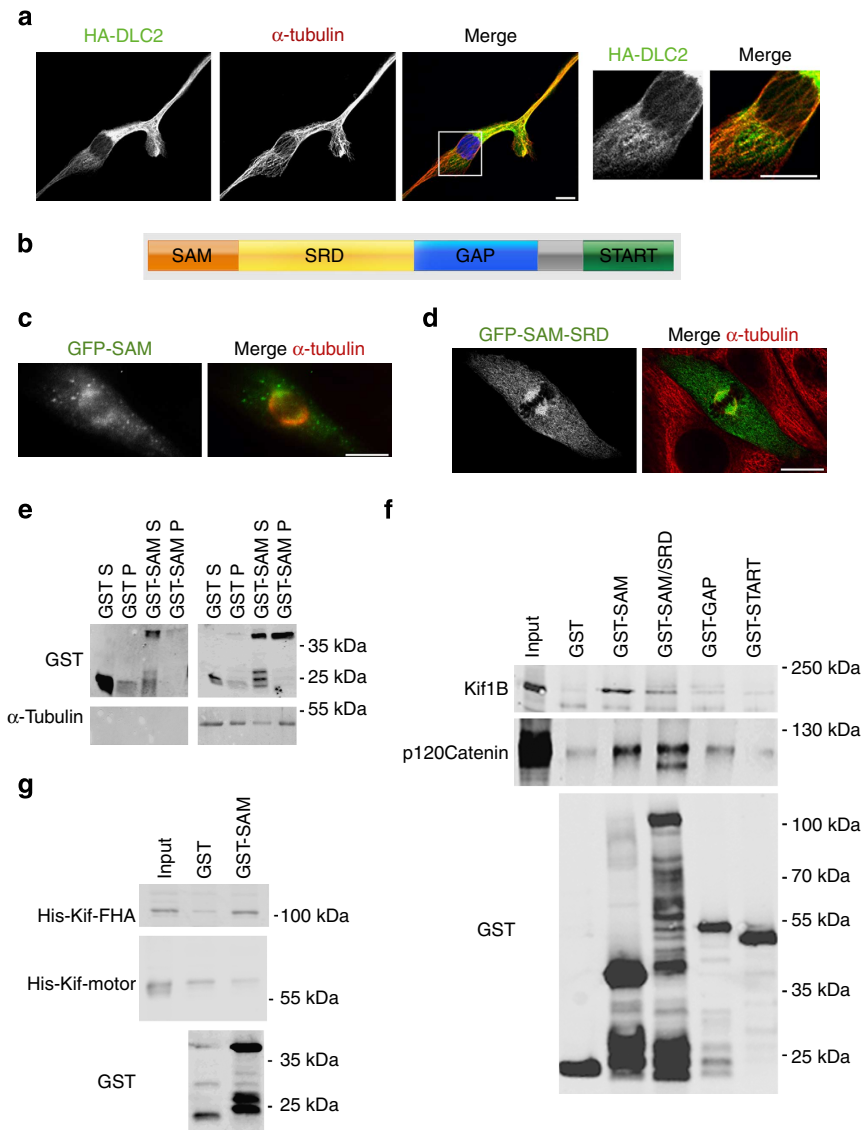 a
HA-DLC2
α-tubulin
Merge
HA-DLC2
Merge
b
SAM
SRD
GAP
START
c
GFP-SAM
Merge α-tubulin
d
GFP-SAM-SRD
Merge α-tubulin
e
GST S
GST P
GST-SAM S
GST-SAM P
GST S
GST P
GST-SAM S
GST-SAM P
GST
- 35 kDa
- 25 kDa
α-Tubulin
- 55 kDa
f
Input
GST
GST-SAM
GST-SAM/SRD
GST-GAP
GST-START
Kif1B
- 250 kDa
p120Catenin
- 130 kDa
GST
- 100 kDa
- 70 kDa
- 55 kDa
- 35 kDa
- 25 kDa
g
Input
GST
GST-SAM
His-Kif-FHA
-100 kDa
His-Kif-motor
- 55 kDa
GST
- 35 kDa
- 25 kDa